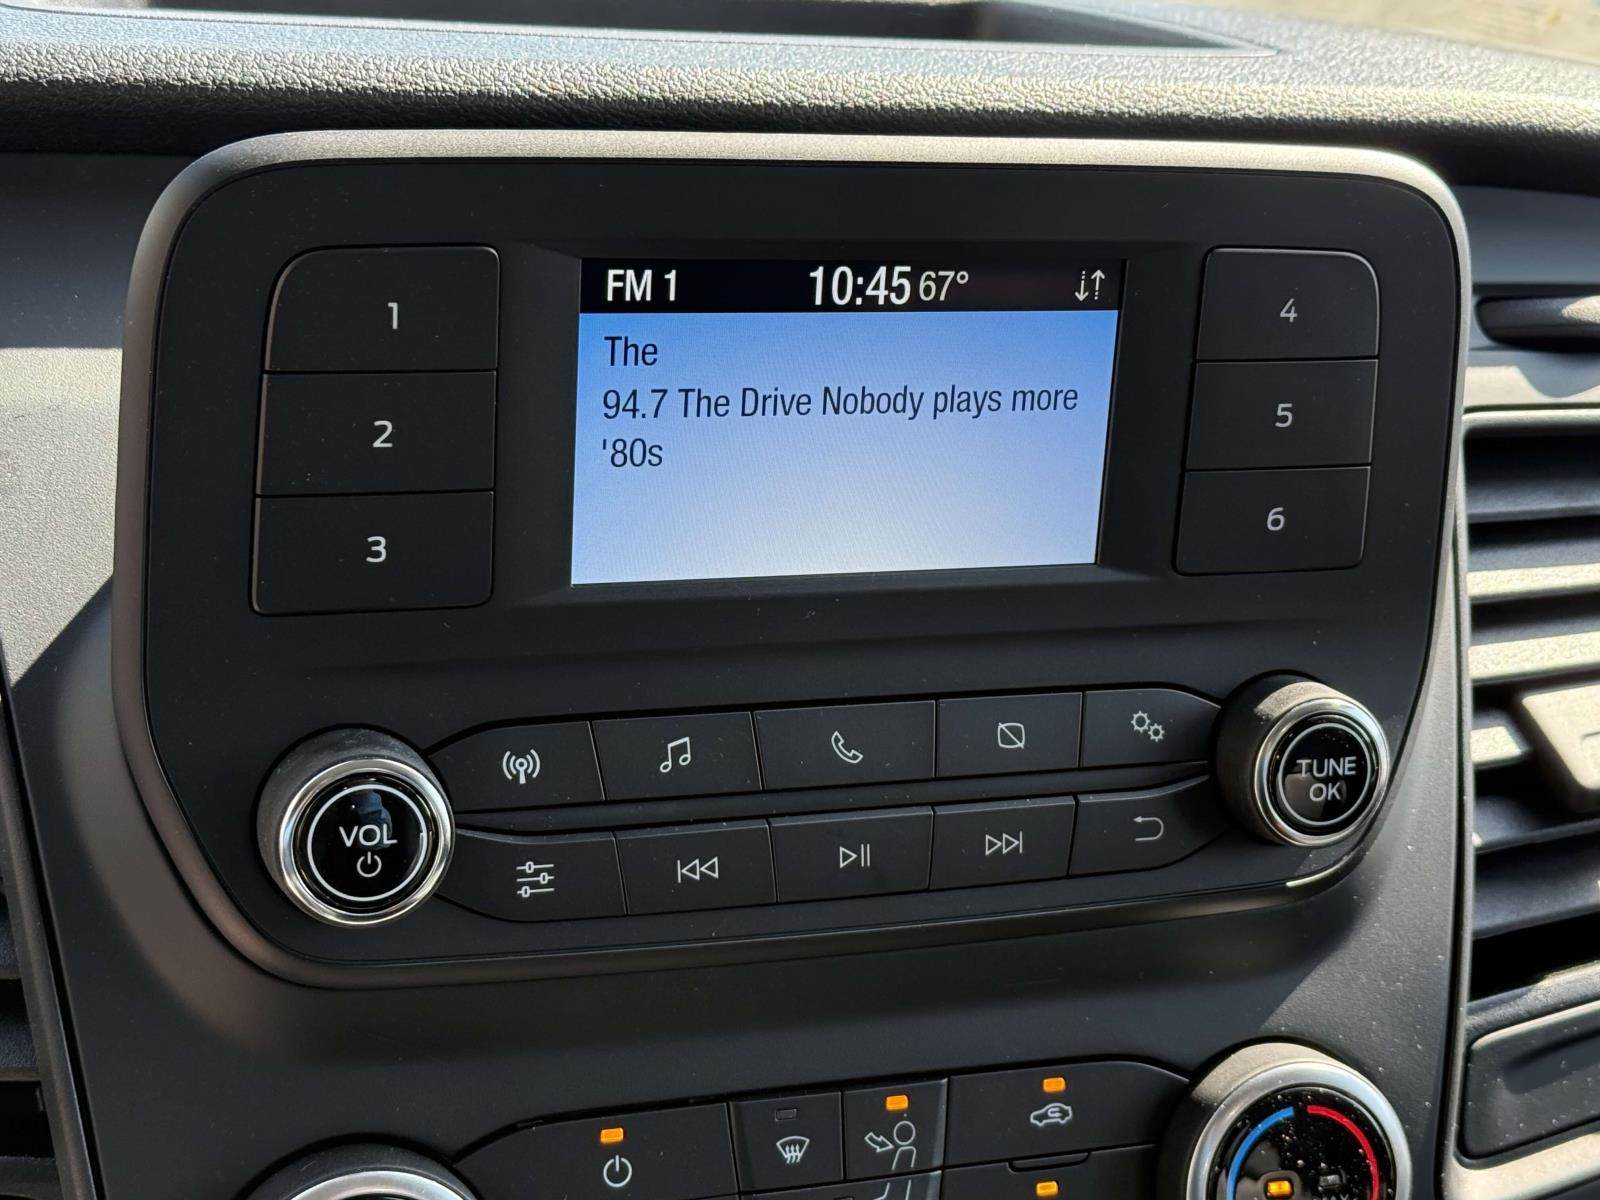 FM 1 10:45 67°
The
94.7 The Drive Nobody plays more
'80s
1
2
3
4
5
6
VOL
TUNE
OK